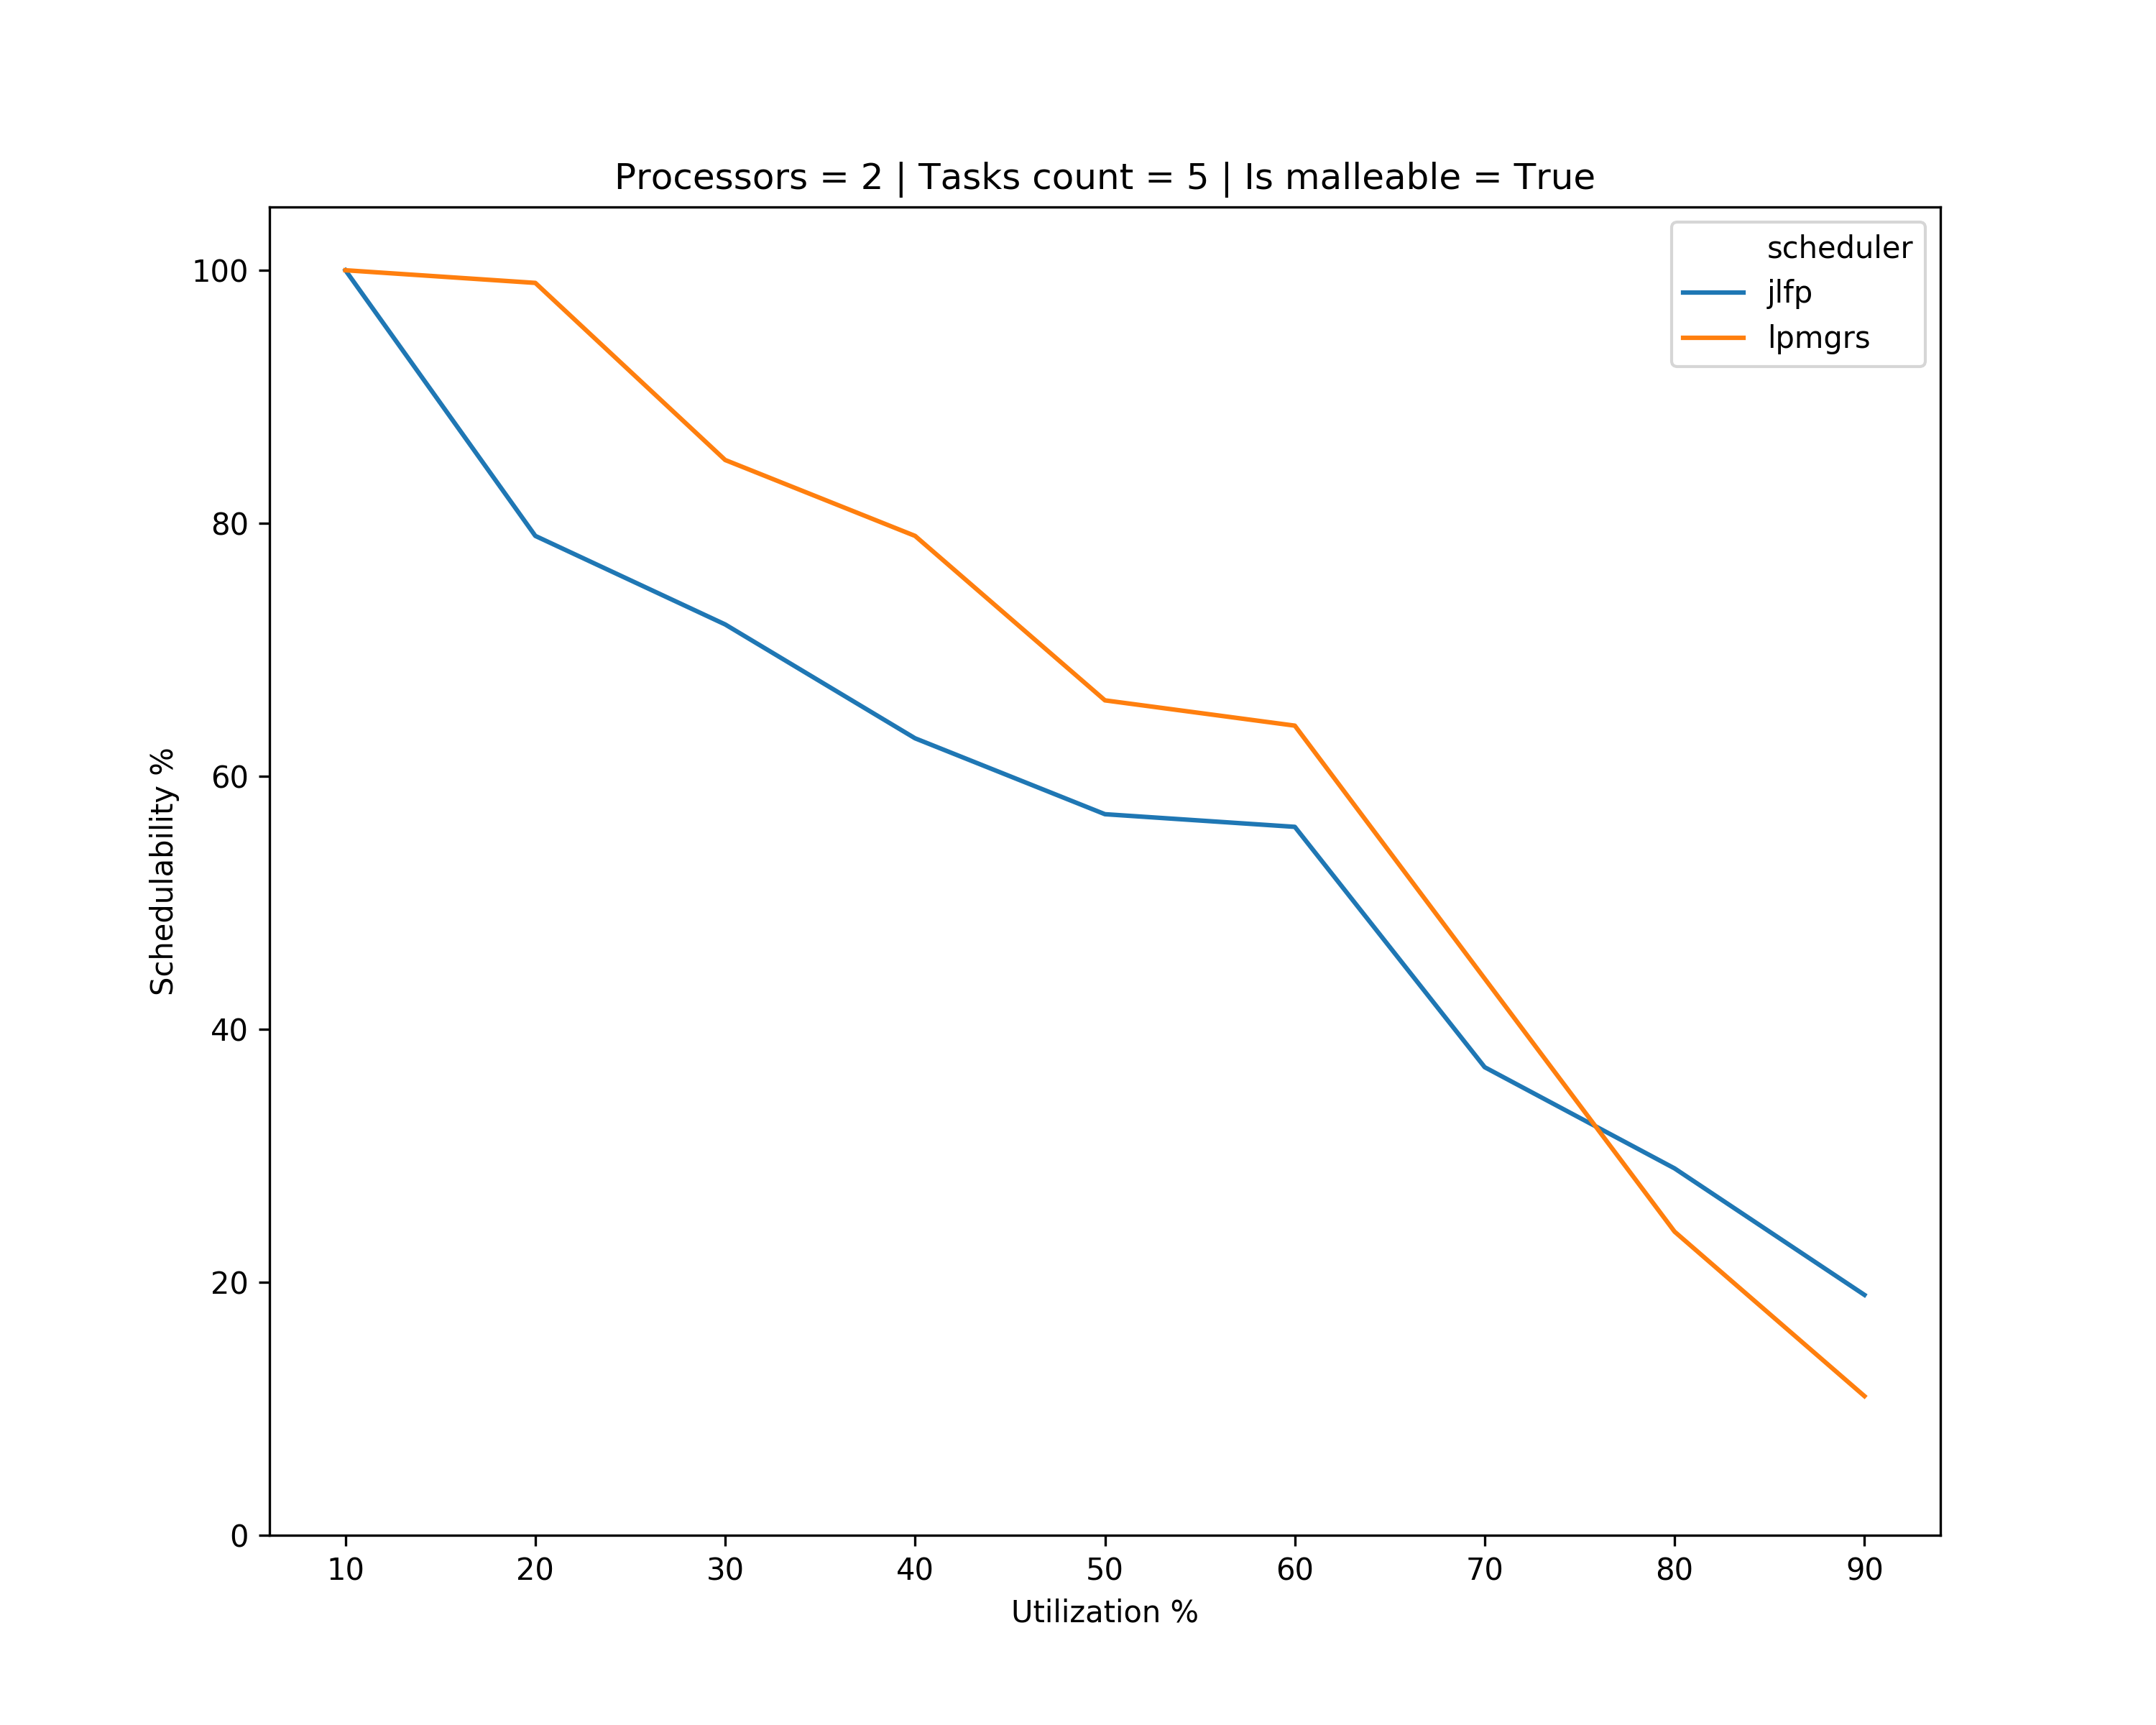 Processors = 2 | Tasks count = 5 | Is malleable = True
scheduler
jlfp
lpmgrs
100
80
60
40
20
0
Schedulability %
10 20 30 40 50 60 70 80 90
Utilization %